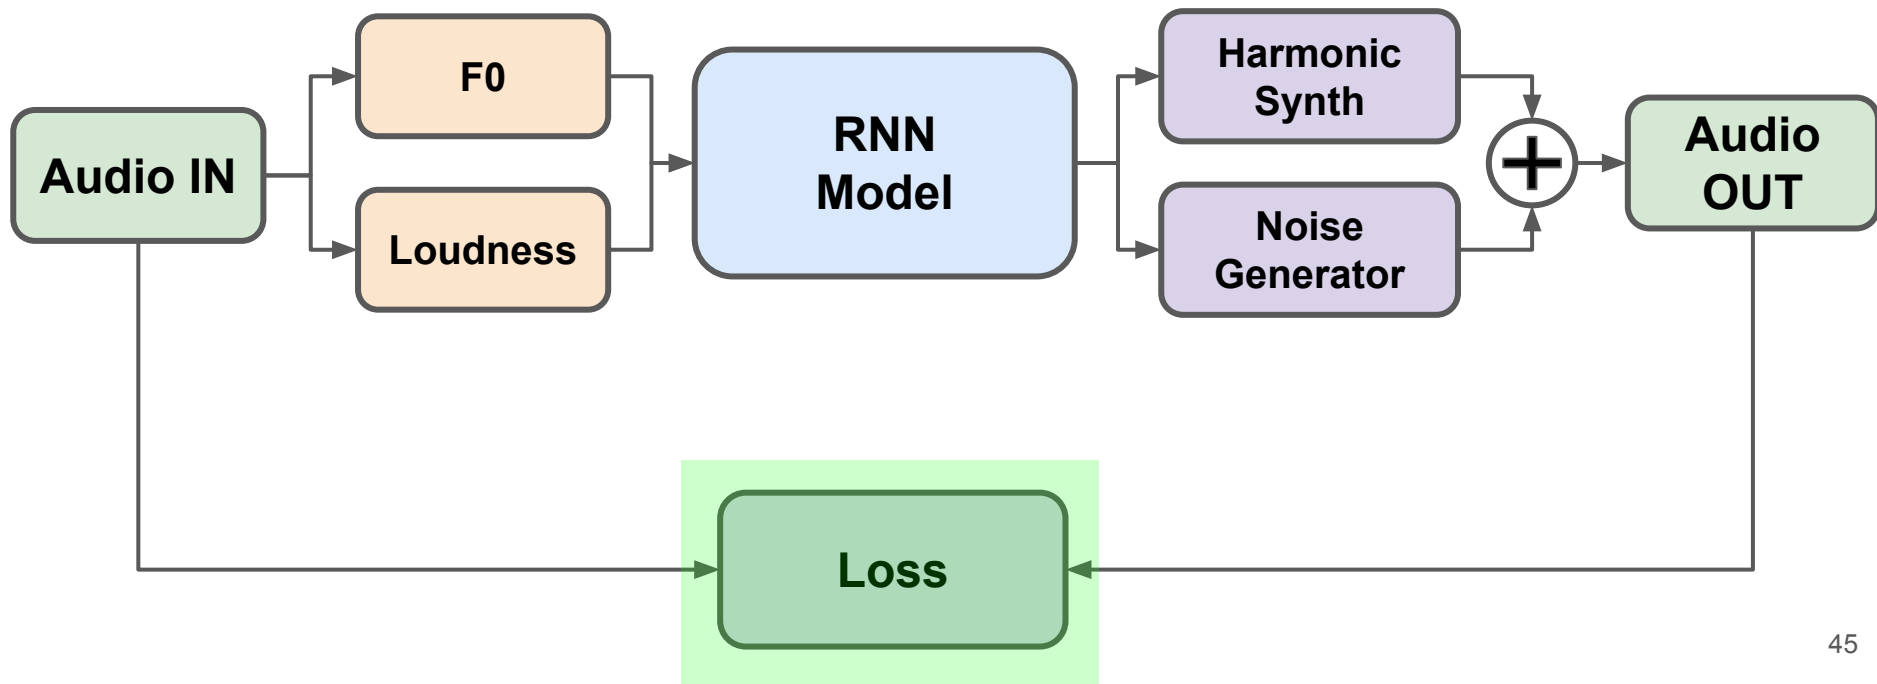 Audio IN
F0
Loudness
RNN
Model
Harmonic
Synth
Noise
Generator
Audio
OUT
Loss
45